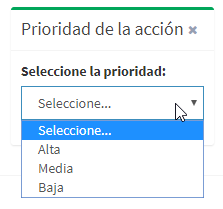 Prioridad de la acción ×
Seleccione la prioridad:
Seleccione...
Seleccione...
Alta
Media
Baja